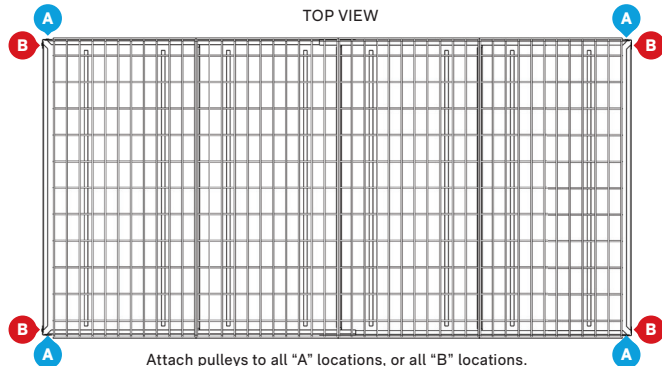 TOP VIEW
A
A
B
B
B
B
A
A
Attach pulleys to all “A” locations, or all “B” locations.